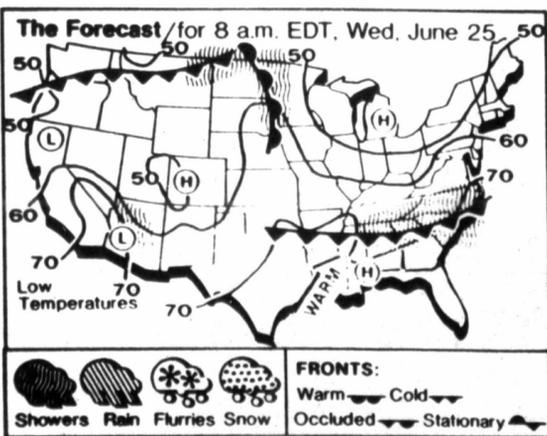 The Forecast for 8 a.m. EDT, Wed, June 25
50
50
50
50
50
L
H
60
50
H
70
60
L
70
70
70
Low
Temperatures
WARM
H
Showers Rain Flurries Snow
FRONTS:
Warm Cold
Occluded Stationary